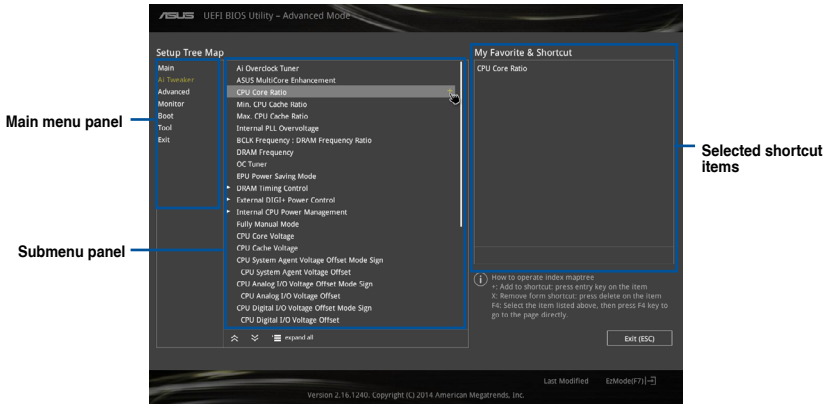 ASUS UEFI BIOS Utility – Advanced Mode
Setup Tree Map
Main
Ai Tweaker
Advanced
Monitor
Boot
Tool
Exit
Ai Overclock Tuner
ASUS MultiCore Enhancement
CPU Core Ratio
Min. CPU Cache Ratio
Max. CPU Cache Ratio
Internal PLL Overvoltage
BCLK Frequency : DRAM Frequency Ratio
DRAM Frequency
OC Tuner
EPU Power Saving Mode
DRAM Timing Control
External DIGI+ Power Control
Internal CPU Power Management
Fully Manual Mode
CPU Core Voltage
CPU Cache Voltage
CPU System Agent Voltage Offset Mode Sign
CPU System Agent Voltage Offset
CPU Analog I/O Voltage Offset Mode Sign
CPU Analog I/O Voltage Offset
CPU Digital I/O Voltage Offset Mode Sign
CPU Digital I/O Voltage Offset
expand all
My Favorite & Shortcut
CPU Core Ratio
How to operate index maptree
+: Add to shortcut: press entry key on the item
X: Remove form shortcut: press delete on the item
F4: Select the item listed above, then press F4 key to
go to the page directly.
Exit (ESC)
Last Modified EzMode(F7)
Version 2.16.1240. Copyright (C) 2014 American Megatrends, Inc.
Main menu panel
Submenu panel
Selected shortcut
items